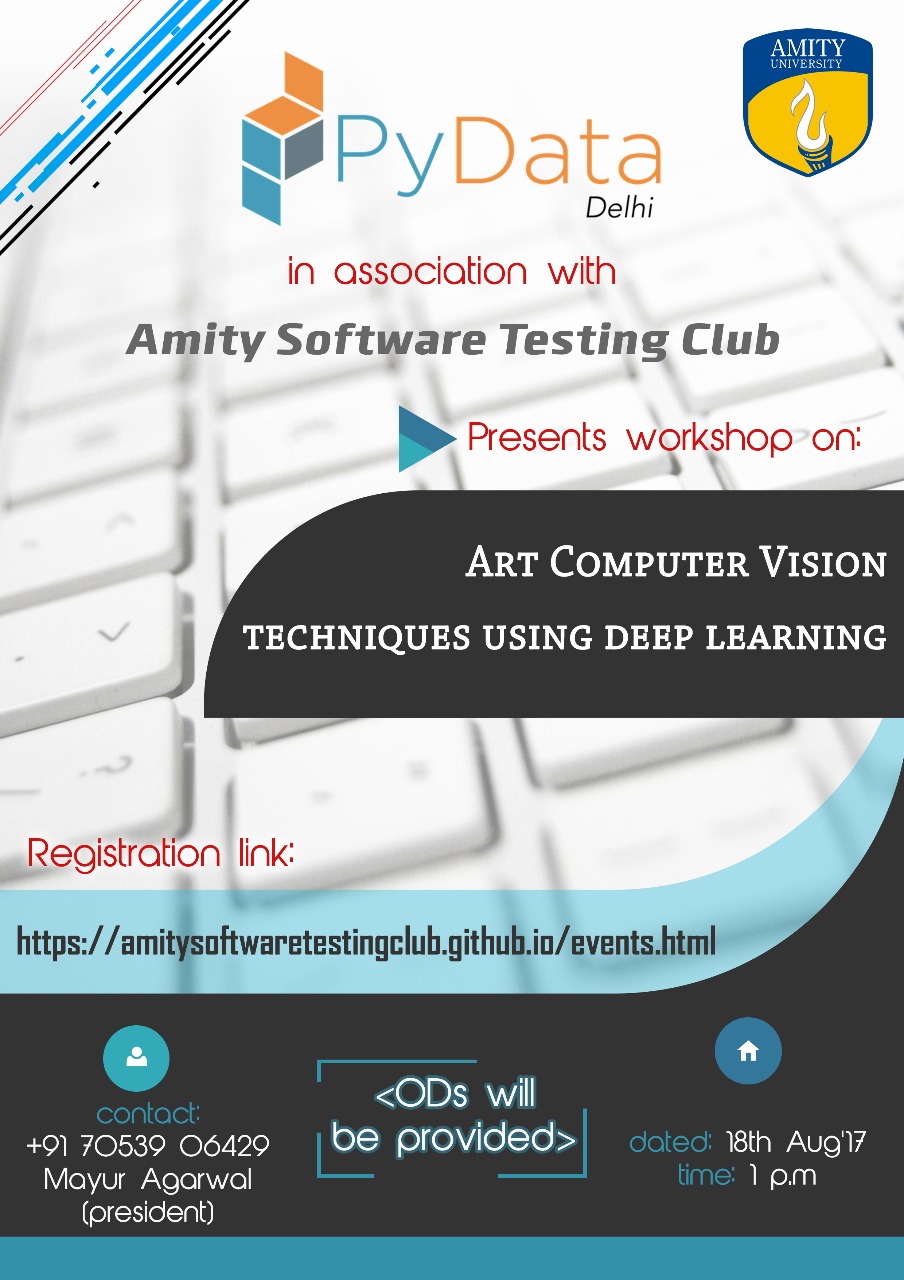 AMITY
UNIVERSITY
PyData
Delhi
in association with
Amity Software Testing Club
Presents workshop on:
Art Computer Vision
techniques using deep learning
Registration link:
https://amitysoftwaretestingclub.github.io/events.html
contact:
+91 70539 06429
Mayur Agarwal
(president)
<ODs will
be provided>
dated: 18th Aug'17
time: 1 p.m